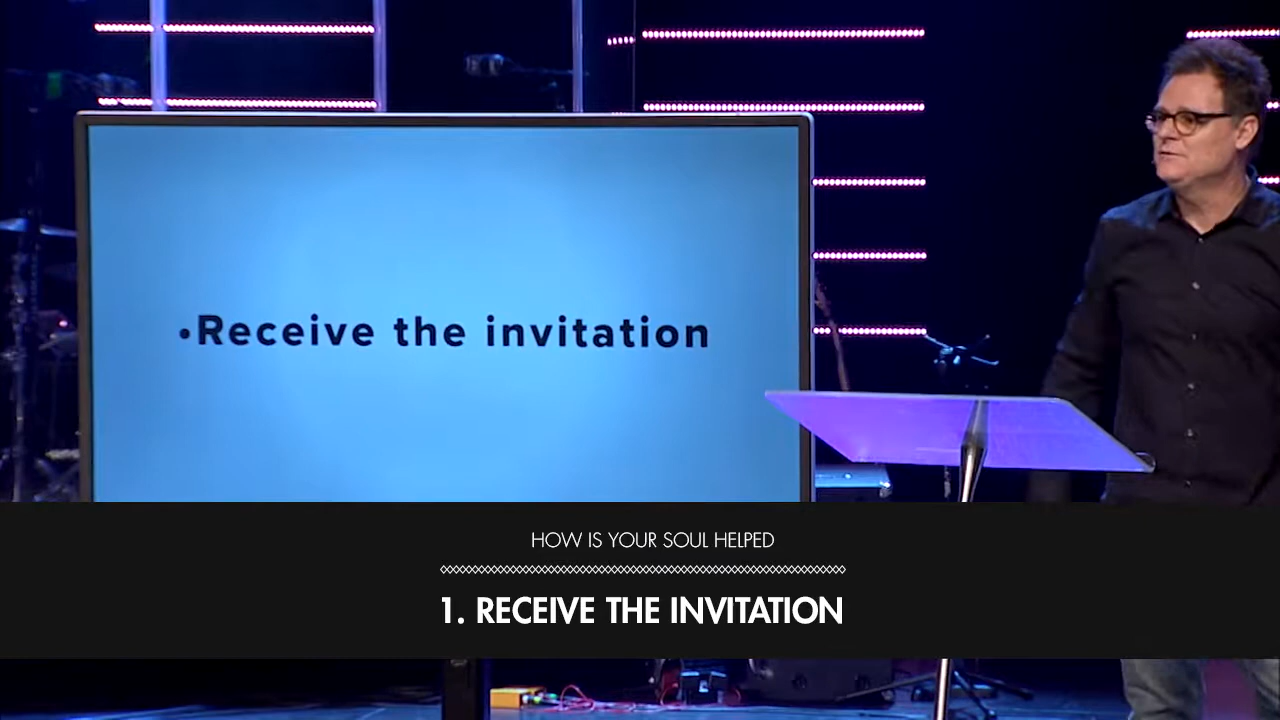 •Receive the invitation
HOW IS YOUR SOUL HELPED
1. RECEIVE THE INVITATION